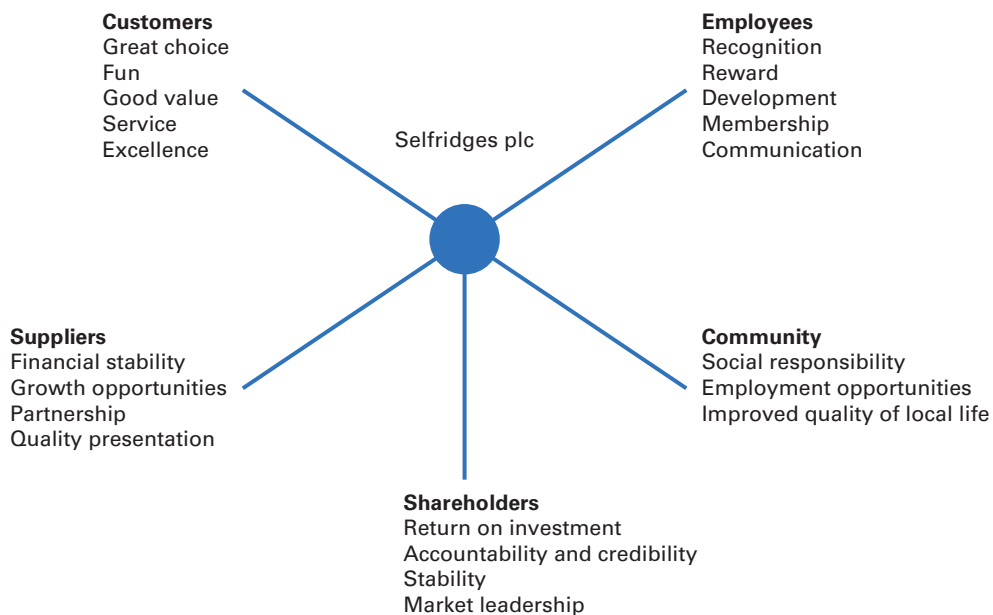 Customers
Great choice
Fun
Good value
Service
Excellence
Employees
Recognition
Reward
Development
Membership
Communication
Selfridges plc
Suppliers
Financial stability
Growth opportunities
Partnership
Quality presentation
Community
Social responsibility
Employment opportunities
Improved quality of local life
Shareholders
Return on investment
Accountability and credibility
Stability
Market leadership